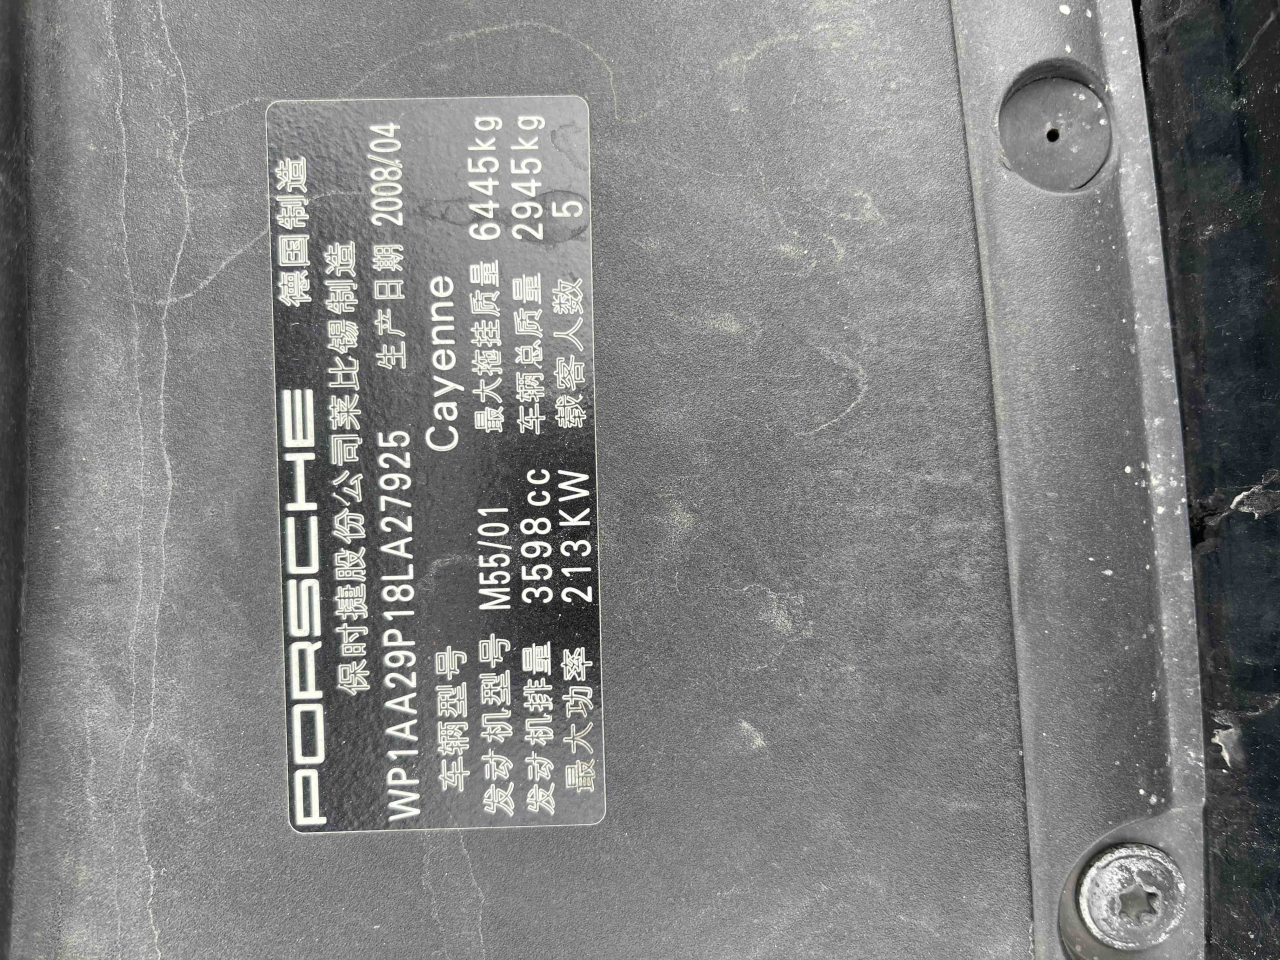 PORSCHE 德国制造
保时捷股份公司莱比锡制造
WP1AA29P18LA27925 生产日期 2008/04
车辆型号 Cayenne
发动机型号 M55/01 最大拖挂质量 6445kg
发动机排量 3598cc 车辆总质量 2945kg
最大功率 213KW 载客人数 5